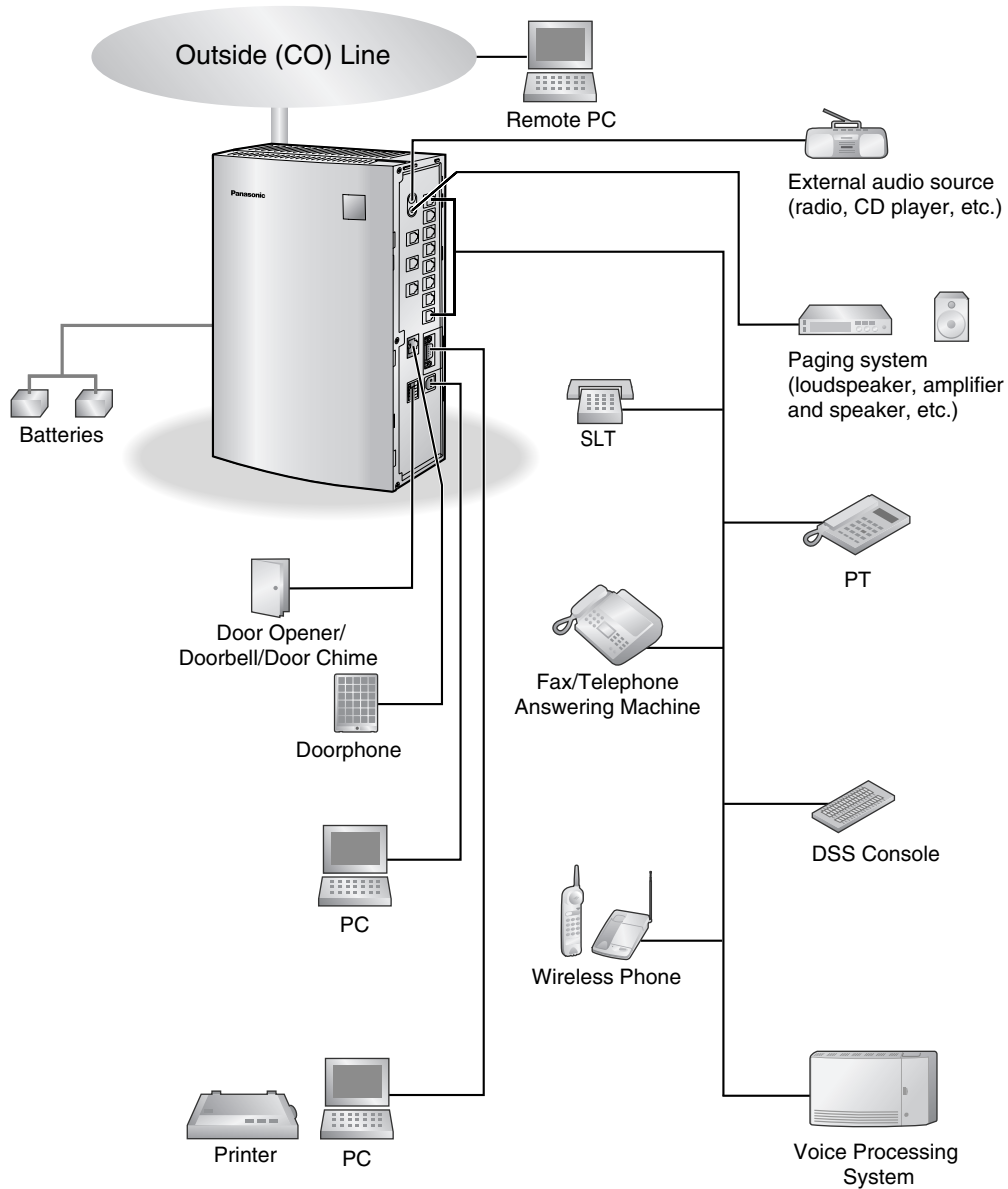 Outside (CO) Line
Remote PC
External audio source
(radio, CD player, etc.)
Panasonic
Paging system
(loudspeaker, amplifier
and speaker, etc.)
Batteries
SLT
PT
Door Opener/
Doorbell/Door Chime
Fax/Telephone
Answering Machine
Doorphone
DSS Console
PC
Wireless Phone
Printer
PC
Voice Processing
System